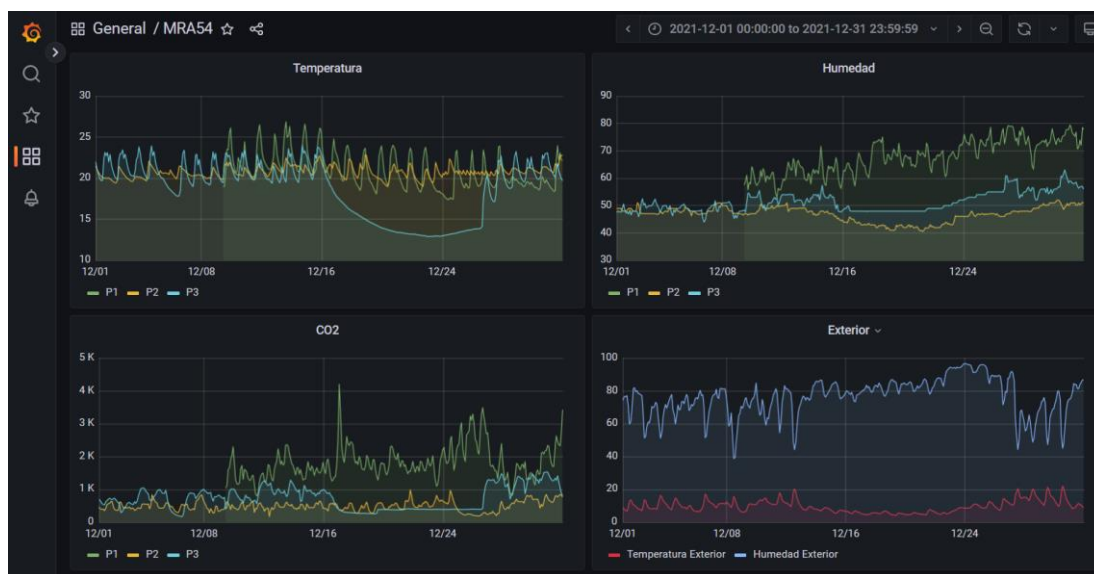 General / MRA54
2021-12-01 00:00:00 to 2021-12-31 23:59:59
Temperatura
30
25
20
15
10
12/01 12/08 12/16 12/24
P1 P2 P3
Humedad
90
80
70
60
50
40
30
12/01 12/08 12/16 12/24
P1 P2 P3
CO2
5 K
4 K
3 K
2 K
1 K
0
12/01 12/08 12/16 12/24
P1 P2 P3
Exterior
100
80
60
40
20
0
12/01 12/08 12/16 12/24
Temperatura Exterior Humedad Exterior